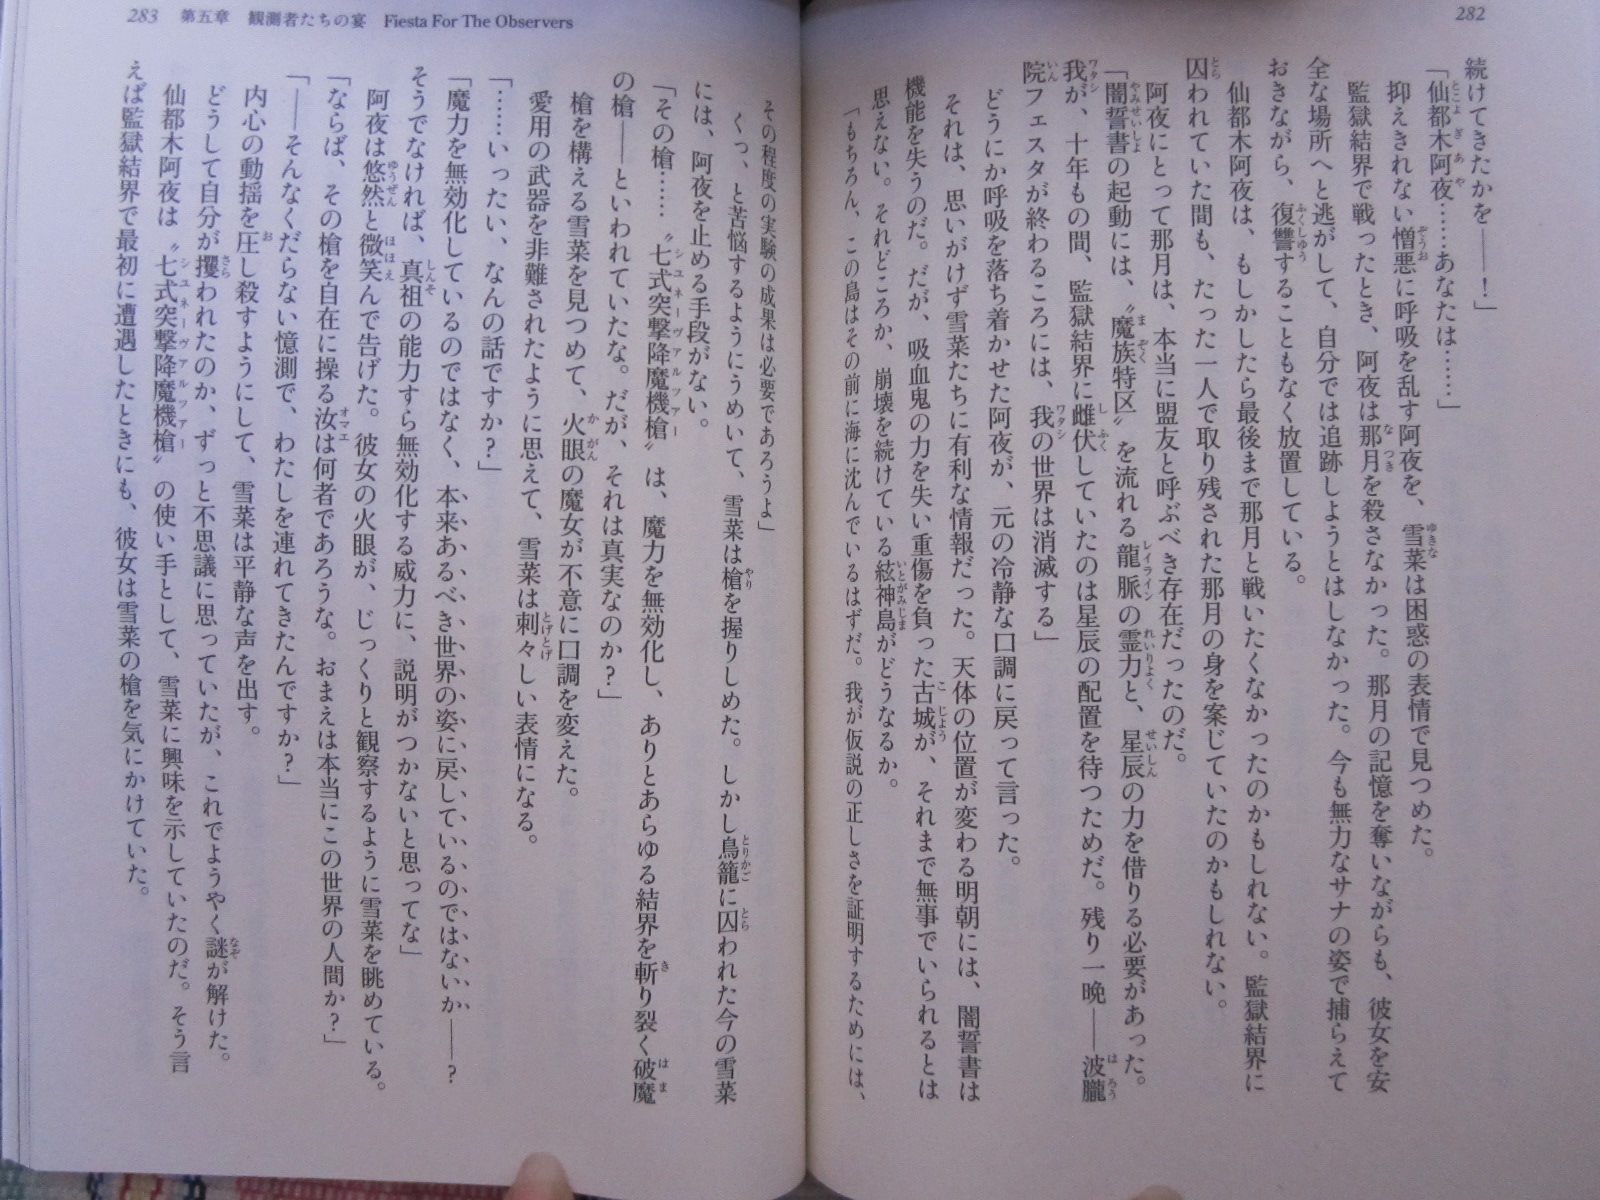 282
続けてきたかを――！」
「仙都木阿夜……あなたは……」
抑えきれない憎悪に呼吸を乱す阿夜を、雪菜は困惑の表情で見つめた。
監獄結界で戦ったとき、阿夜は那月を殺さなかった。那月の記憶を奪いながらも、彼女を安
全な場所へと逃がして、自分では追跡しようとはしなかった。今も無力なサナの姿で捕らえて
おきながら、復讐することもなく放置している。
仙都木阿夜は、もしかしたら最後まで那月と戦いたくなかったのかもしれない。監獄結界に
囚われていた間も、たった一人で取り残された那月の身を案じていたのかもしれない。
阿夜にとって那月は、本当に盟友と呼ぶべき存在だったのだ。
「闇誓書の起動には、〝魔族特区〟を流れる龍脈の霊力と、星辰の力を借りる必要があった。
我が、十年もの間、監獄結界に雌伏していたのは星辰の配置を待つためだ。残り一晩――波朧
院フェスタが終わるころには、我の世界は消滅する」
どうにか呼吸を落ち着かせた阿夜が、元の冷静な口調に戻って言った。
それは、思いがけず雪菜たちに有利な情報だった。天体の位置が変わる明朝には、闇誓書は
機能を失うのだ。だが、吸血鬼の力を失い重傷を負った古城が、それまで無事でいられるとは
思えない。それどころか、崩壊を続けている絃神島がどうなるか。
「もちろん、この島はその前に海に沈んでいるはずだ。我が仮説の正しさを証明するためには、
283 第五章 観測者たちの宴 Fiesta For The Observers
その程度の実験の成果は必要であろうよ」
くっ、と苦悩するようにうめいて、雪菜は槍を握りしめた。しかし鳥籠に囚われた今の雪菜
には、阿夜を止める手段がない。
「その槍……〝七式突撃降魔機槍〟は、魔力を無効化し、ありとあらゆる結界を斬り裂く破魔
の槍――といわれていたな。だが、それは真実なのか？」
槍を構える雪菜を見つめて、火眼の魔女が不意に口調を変えた。
愛用の武器を非難されたように思えて、雪菜は刺々しい表情になる。
「……いったい、なんの話ですか？」
「魔力を無効化しているのではなく、本来あるべき世界の姿に戻しているのではないか――？
そうでなければ、真祖の能力すら無効化する威力に、説明がつかないと思ってな」
阿夜は悠然と微笑んで告げた。彼女の火眼が、じっくりと観察するように雪菜を眺めている。
「ならば、その槍を自在に操る汝は何者であろうな。おまえは本当にこの世界の人間か？」
「――そんなくだらない憶測で、わたしを連れてきたんですか？」
内心の動揺を圧し殺すようにして、雪菜は平静な声を出す。
どうして自分が攫われたのか、ずっと不思議に思っていたが、これでようやく謎が解けた。
仙都木阿夜は〝七式突撃降魔機槍〟の使い手として、雪菜に興味を示していたのだ。そう言
えば監獄結界で最初に遭遇したときにも、彼女は雪菜の槍を気にかけていた。